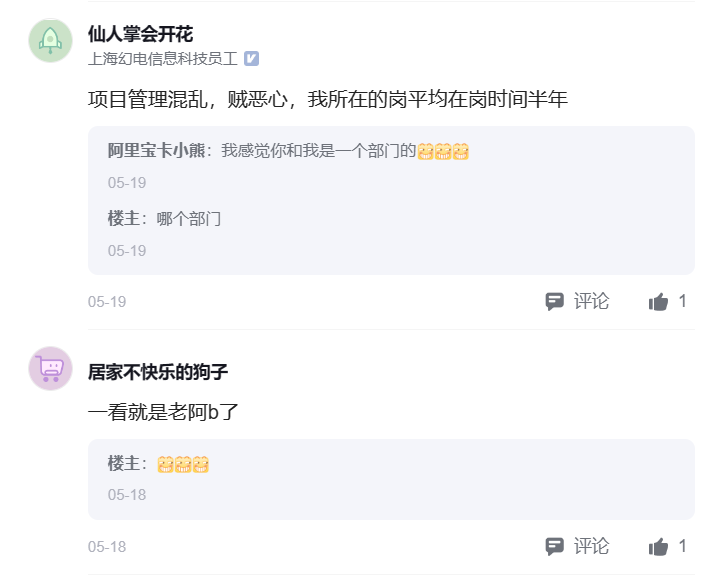 仙人掌会开花
上海幻电信息科技员工
项目管理混乱，贼恶心，我所在的岗平均在岗时间半年
阿里宝卡小熊：我感觉你和我是一个部门的
05-19
楼主：哪个部门
05-19
05-19 评论 1
居家不快乐的狗子
一看就是老阿b了
楼主：
05-18
05-18 评论 1